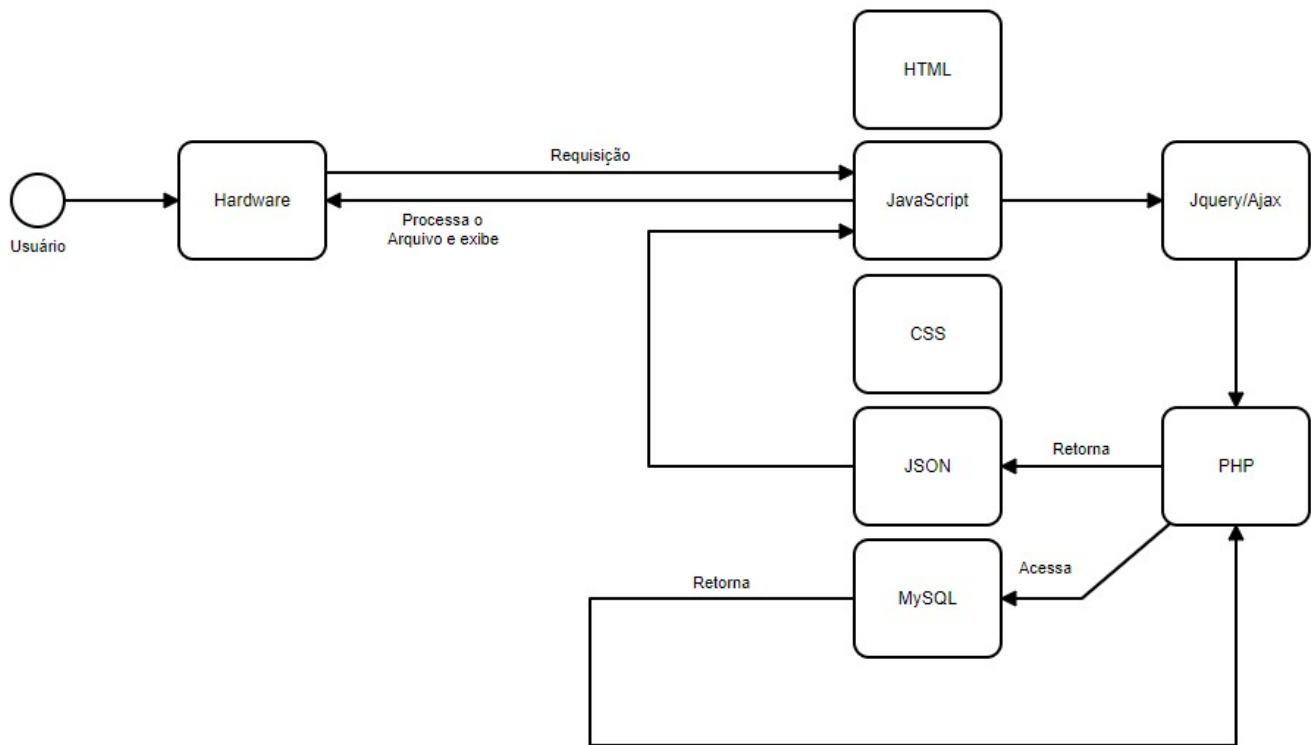 HTML
Requisição
Hardware
JavaScript
Jquery/Ajax
Processa o
Arquivo e exibe
Usuário
CSS
Retorna
JSON
PHP
Acessa
Retorna
MySQL